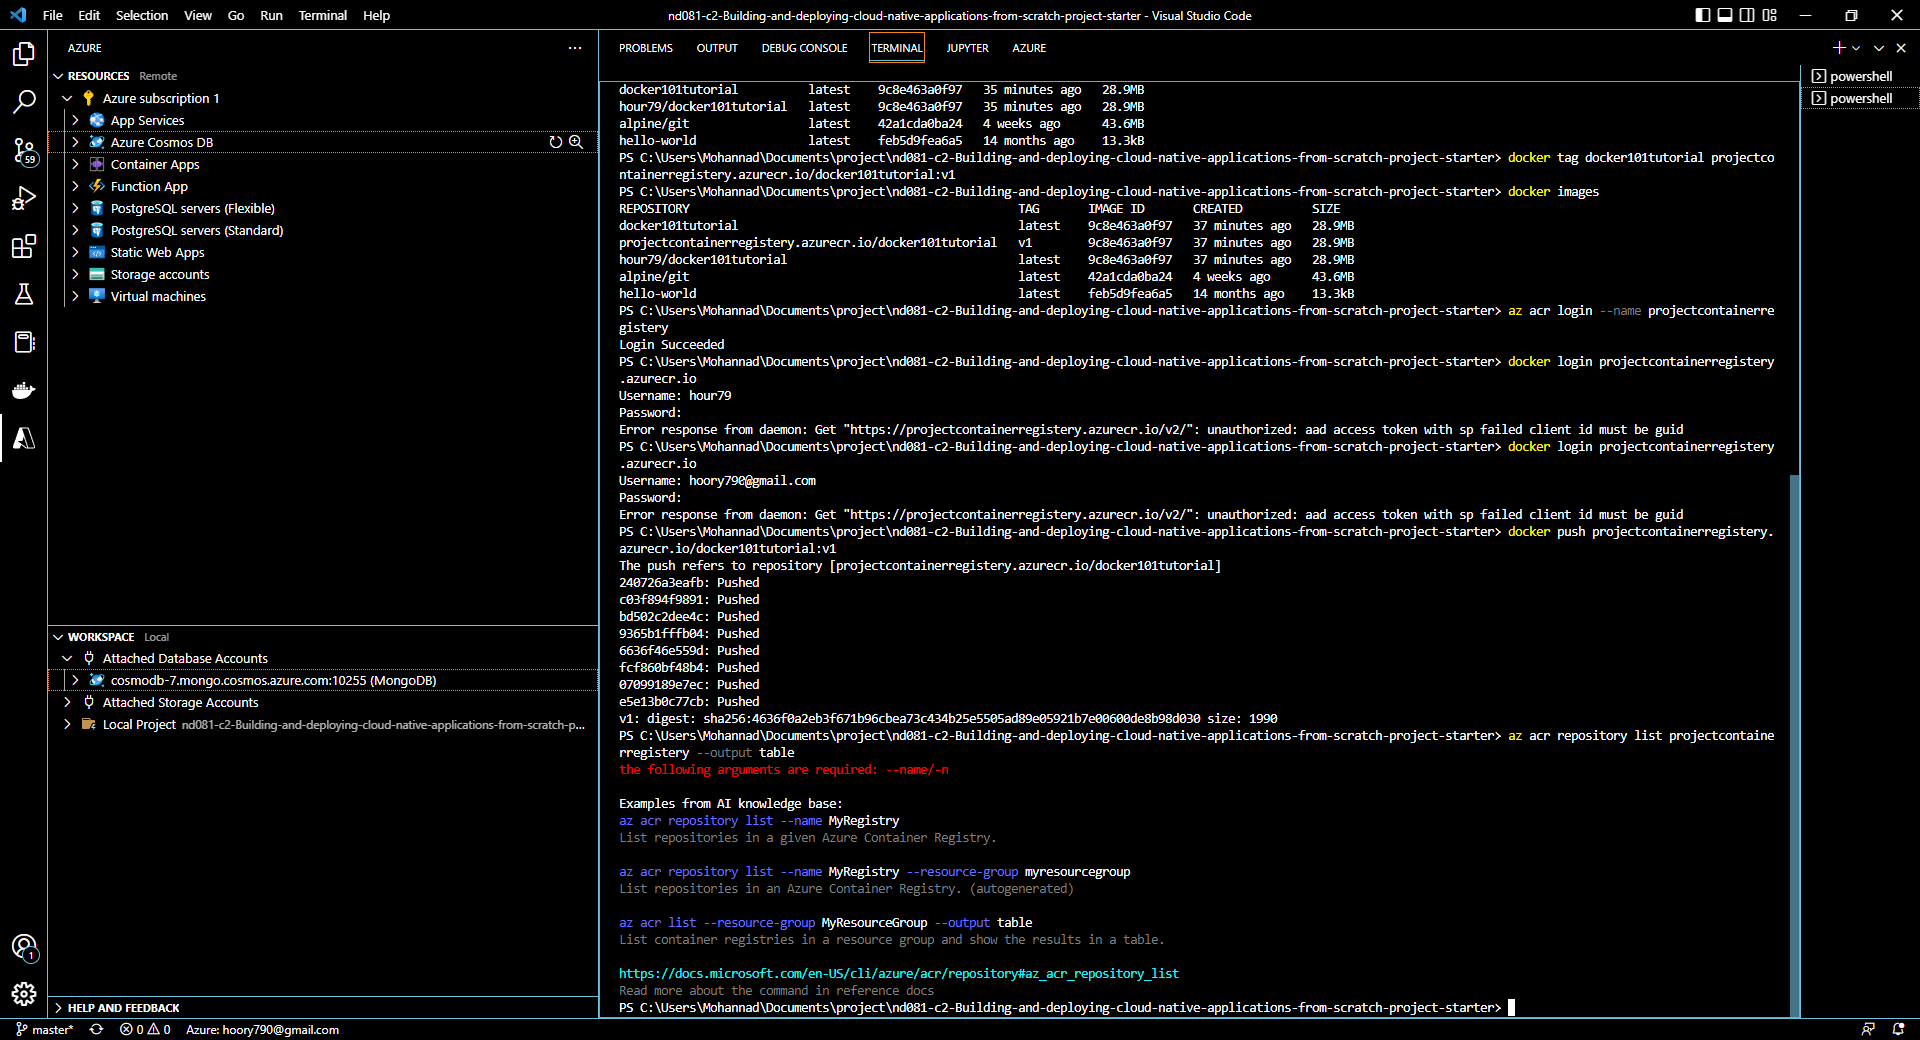 File Edit Selection View Go Run Terminal Help
nd081-c2-Building-and-deploying-cloud-native-applications-from-scratch-project-starter - Visual Studio Code
AZURE
RESOURCES Remote
Azure subscription 1
App Services
Azure Cosmos DB
Container Apps
Function App
PostgreSQL servers (Flexible)
PostgreSQL servers (Standard)
Static Web Apps
Storage accounts
Virtual machines
59
WORKSPACE Local
Attached Database Accounts
cosmodb-7.mongo.cosmos.azure.com:10255 (MongoDB)
Attached Storage Accounts
Local Project nd081-c2-Building-and-deploying-cloud-native-applications-from-scratch-p...
1
HELP AND FEEDBACK
PROBLEMS OUTPUT DEBUG CONSOLE TERMINAL JUPYTER AZURE
docker101tutorial latest 9c8e463a0f97 35 minutes ago 28.9MB
hour79/docker101tutorial latest 9c8e463a0f97 35 minutes ago 28.9MB
alpine/git latest 42a1cda0ba24 4 weeks ago 43.6MB
hello-world latest feb5d9fea6a5 14 months ago 13.3kB
PS C:\Users\Mohannad\Documents\project\nd081-c2-Building-and-deploying-cloud-native-applications-from-scratch-project-starter> docker tag docker101tutorial projectco
ntainerregistery.azurecr.io/docker101tutorial:v1
PS C:\Users\Mohannad\Documents\project\nd081-c2-Building-and-deploying-cloud-native-applications-from-scratch-project-starter> docker images
REPOSITORY TAG IMAGE ID CREATED SIZE
docker101tutorial latest 9c8e463a0f97 37 minutes ago 28.9MB
projectcontainerregistery.azurecr.io/docker101tutorial v1 9c8e463a0f97 37 minutes ago 28.9MB
hour79/docker101tutorial latest 9c8e463a0f97 37 minutes ago 28.9MB
alpine/git latest 42a1cda0ba24 4 weeks ago 43.6MB
hello-world latest feb5d9fea6a5 14 months ago 13.3kB
PS C:\Users\Mohannad\Documents\project\nd081-c2-Building-and-deploying-cloud-native-applications-from-scratch-project-starter> az acr login --name projectcontainerre
gistery
Login Succeeded
PS C:\Users\Mohannad\Documents\project\nd081-c2-Building-and-deploying-cloud-native-applications-from-scratch-project-starter> docker login projectcontainerregistery
.azurecr.io
Username: hour79
Password:
Error response from daemon: Get "https://projectcontainerregistery.azurecr.io/v2/": unauthorized: aad access token with sp failed client id must be guid
PS C:\Users\Mohannad\Documents\project\nd081-c2-Building-and-deploying-cloud-native-applications-from-scratch-project-starter> docker login projectcontainerregistery
.azurecr.io
Username: hoory790@gmail.com
Password:
Error response from daemon: Get "https://projectcontainerregistery.azurecr.io/v2/": unauthorized: aad access token with sp failed client id must be guid
PS C:\Users\Mohannad\Documents\project\nd081-c2-Building-and-deploying-cloud-native-applications-from-scratch-project-starter> docker push projectcontainerregistery.
azurecr.io/docker101tutorial:v1
The push refers to repository [projectcontainerregistery.azurecr.io/docker101tutorial]
240726a3eafb: Pushed
c03f894f9891: Pushed
bd502c2dee4c: Pushed
9365b1fffb04: Pushed
6636f46e559d: Pushed
fcf860bf48b4: Pushed
07099189e7ec: Pushed
e5e13b0c77cb: Pushed
v1: digest: sha256:4636f0a2eb3f671b96cbea73c434b25e5505ad89e05921b7e00600de8b98d030 size: 1990
PS C:\Users\Mohannad\Documents\project\nd081-c2-Building-and-deploying-cloud-native-applications-from-scratch-project-starter> az acr repository list projectcontaine
rregistery --output table
the following arguments are required: --name/-n
Examples from AI knowledge base:
az acr repository list --name MyRegistry
List repositories in a given Azure Container Registry.
az acr repository list --name MyRegistry --resource-group myresourcegroup
List repositories in an Azure Container Registry. (autogenerated)
az acr list --resource-group MyResourceGroup --output table
List container registries in a resource group and show the results in a table.
https://docs.microsoft.com/en-US/cli/azure/acr/repository#az_acr_repository_list
Read more about the command in reference docs
PS C:\Users\Mohannad\Documents\project\nd081-c2-Building-and-deploying-cloud-native-applications-from-scratch-project-starter>
powershell
powershell
master* 0 0 Azure: hoory790@gmail.com